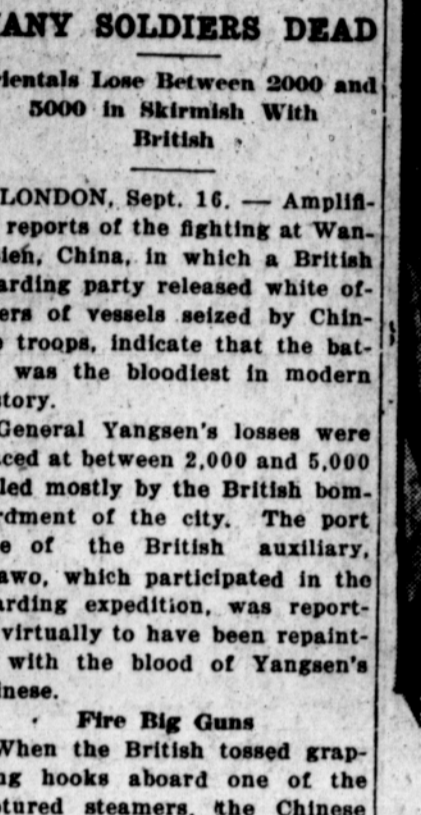 ANY SOLDIERS DEAD
ientals Lose Between 2000 and
5000 in Skirmish With
British
LONDON, Sept. 16. — Amplifi-
reports of the fighting at Wan-
ien, China, in which a British
arding party released white of-
ers of vessels seized by Chin-
troops, indicate that the bat-
was the bloodiest in modern
tory.
General Yangsen's losses were
ced at between 2,000 and 5,000
led mostly by the British bom-
rdment of the city. The port
e of the British auxiliary,
awo, which participated in the
arding expedition, was report-
virtually to have been repaint-
with the blood of Yangsen's
inese.
Fire Big Guns
When the British tossed grap-
ng hooks aboard one of the
ptured steamers, the Chinese